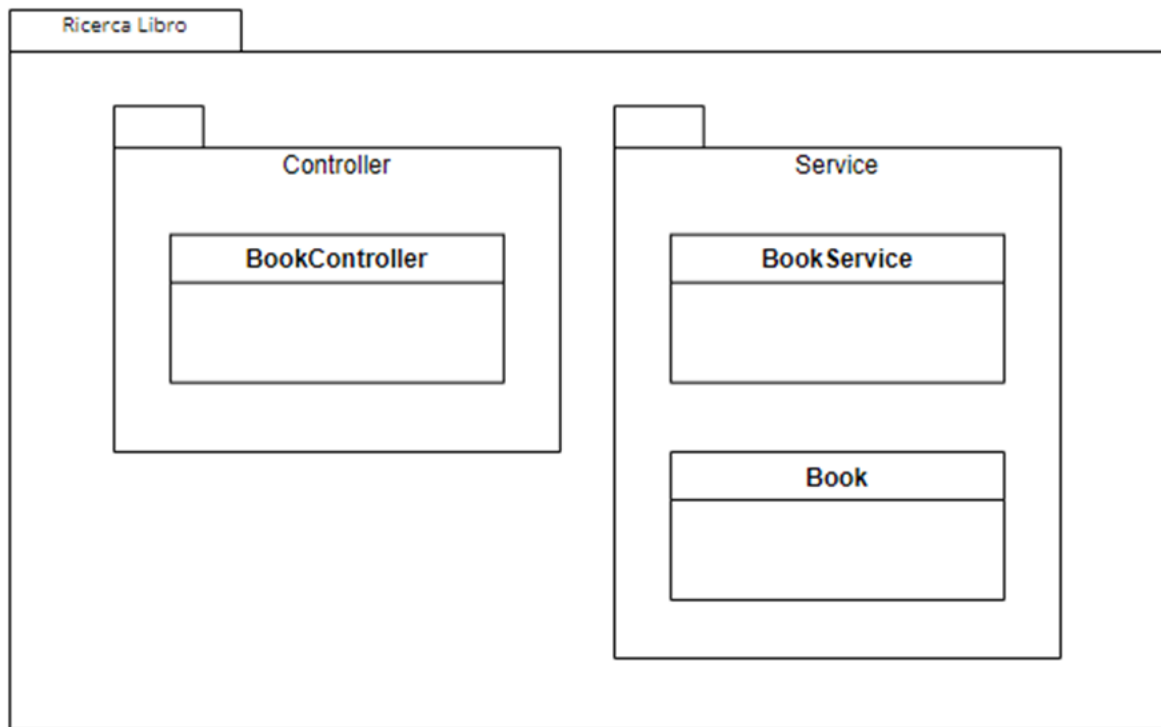 Ricerca Libro
Controller
Service
BookController
BookService
Book